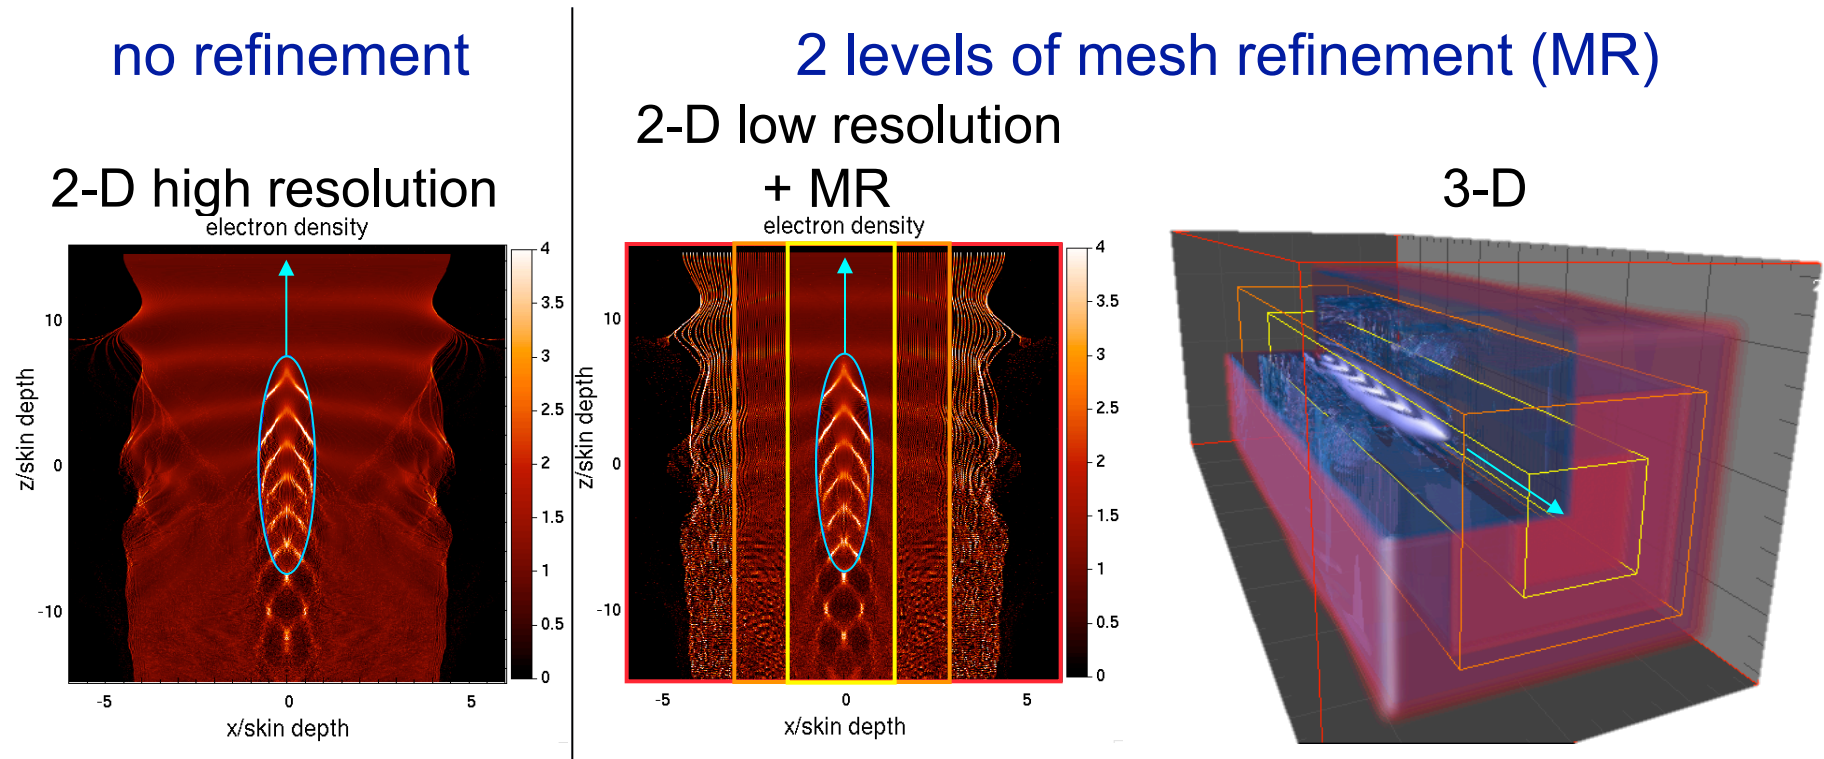 no refinement
2 levels of mesh refinement (MR)
2-D high resolution
electron density
4
3.5
3
2.5
2
1.5
1
0.5
0
10
0
-10
z/skin depth
-5
0
5
x/skin depth
2-D low resolution
+ MR
electron density
4
3.5
3
2.5
2
1.5
1
0.5
0
10
0
-10
z/skin depth
-5
0
5
x/skin depth
3-D